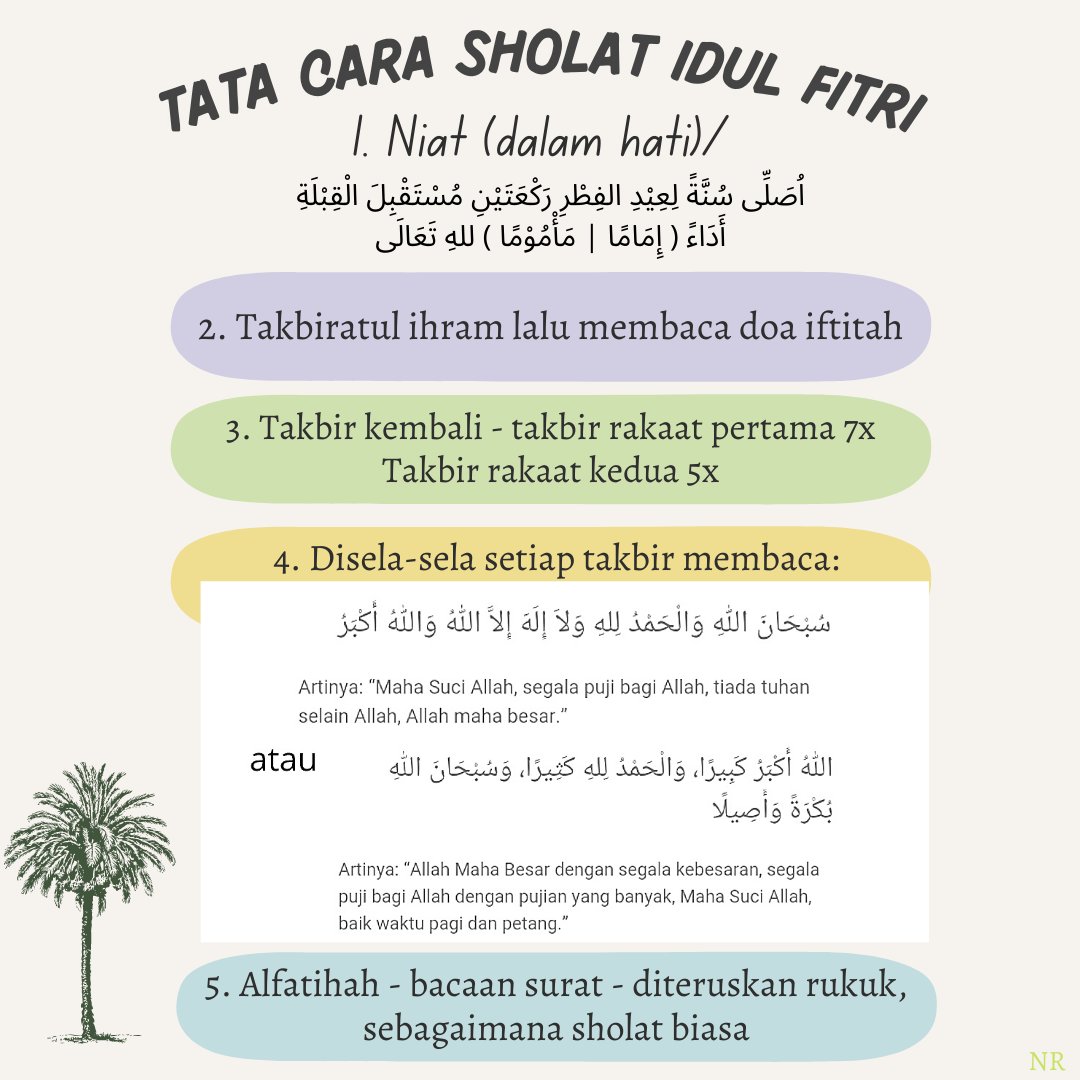 TATA CARA SHOLAT IDUL FITRI
1. Niat (dalam hati)/
اُصَلِّى سُنَّةً لِعِيْدِ الفِطْرِ رَكْعَتَيْنِ مُسْتَقْبِلَ الْقِبْلَةِ
أَدَاءً ( إِمَامًا | مَأْمُوْمًا ) للهِ تَعَالَى
2. Takbiratul ihram lalu membaca doa iftitah
3. Takbir kembali - takbir rakaat pertama 7x
Takbir rakaat kedua 5x
4. Disela-sela setiap takbir membaca:
سُبْحَانَ اللهِ وَالْحَمْدُ لِلهِ وَلاَ إِلَهَ إِلاَّ اللهُ وَاللهُ أَكْبَرُ
Artinya: “Maha Suci Allah, segala puji bagi Allah, tiada tuhan
selain Allah, Allah maha besar.”
atau
اللهُ أَكْبَرُ كَبِيرًا، وَالْحَمْدُ لِلهِ كَثِيرًا، وَسُبْحَانَ اللهِ
بُكْرَةً وَأَصِيلًا
Artinya: “Allah Maha Besar dengan segala kebesaran, segala
puji bagi Allah dengan pujian yang banyak, Maha Suci Allah,
baik waktu pagi dan petang.”
5. Alfatihah - bacaan surat - diteruskan rukuk,
sebagaimana sholat biasa
NR